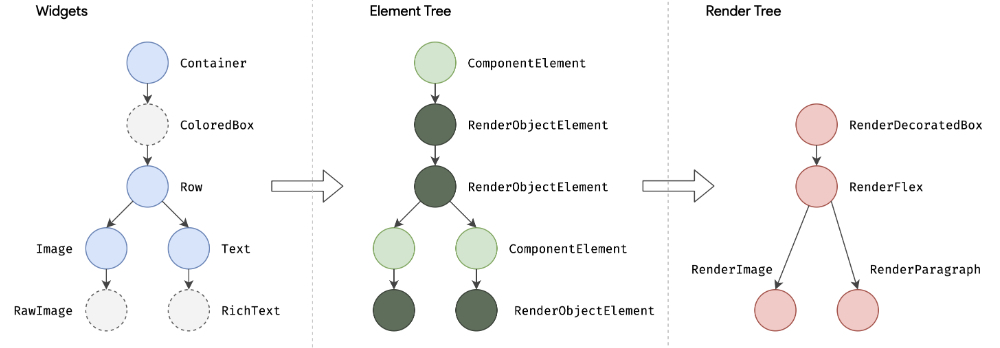 Widgets
Element Tree
Render Tree
Container
ComponentElement
ColoredBox
RenderObjectElement
RenderDecoratedBox
Row
RenderObjectElement
RenderFlex
Image
Text
ComponentElement
RenderImage
RenderParagraph
RawImage
RichText
RenderObjectElement